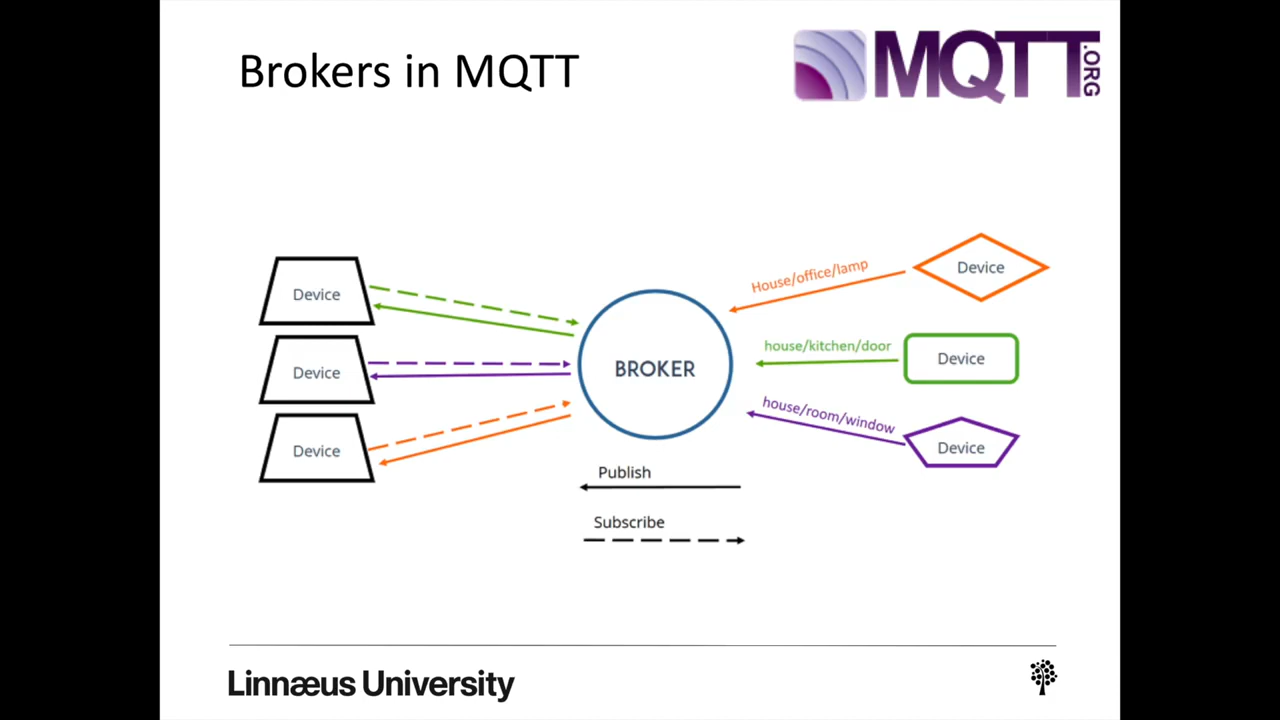 Brokers in MQTT
MQTT.ORG
Device
Device
Device
BROKER
House/office/lamp
house/kitchen/door
house/room/window
Device
Device
Device
Publish
Subscribe
Linnæus University